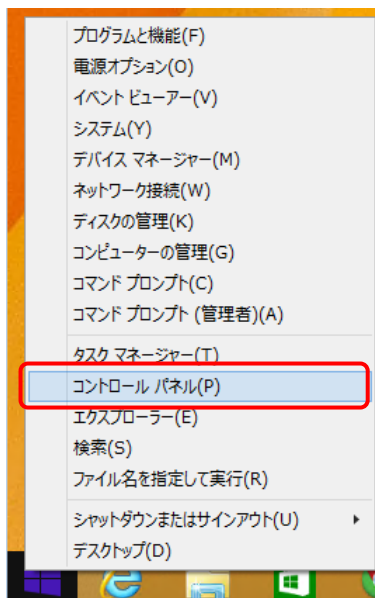 プログラムと機能(F)
電源オプション(O)
イベント ビューアー(V)
システム(Y)
デバイス マネージャー(M)
ネットワーク接続(W)
ディスクの管理(K)
コンピューターの管理(G)
コマンド プロンプト(C)
コマンド プロンプト (管理者)(A)
タスク マネージャー(T)
コントロール パネル(P)
エクスプローラー(E)
検索(S)
ファイル名を指定して実行(R)
シャットダウンまたはサインアウト(U)
デスクトップ(D)